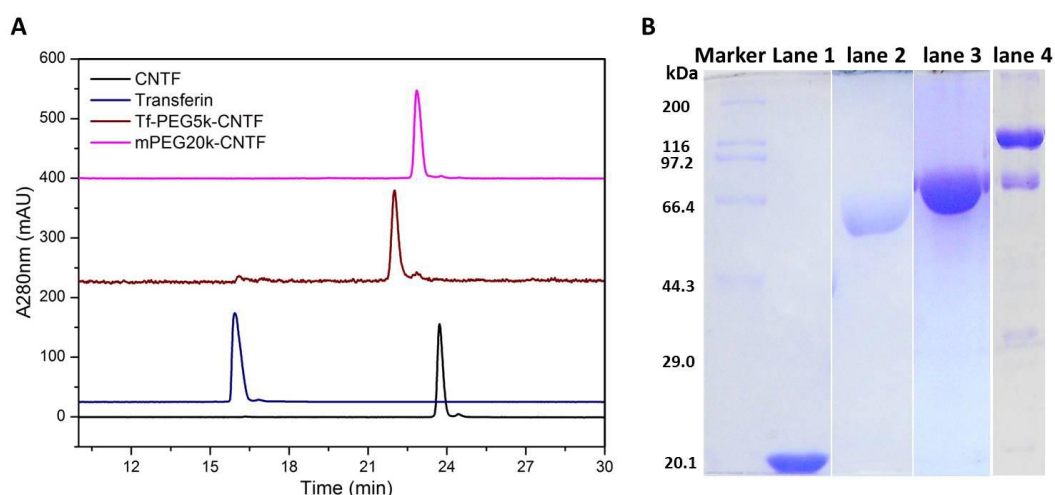 A
600
500
400
300
200
100
0
A280nm (mAU)
CNTF
Transferin
Tf-PEG5k-CNTF
mPEG20k-CNTF
12 15 18 21 24 27 30
Time (min)
B
Marker Lane 1 lane 2 lane 3 lane 4
kDa
200
116
97.2
66.4
44.3
29.0
20.1